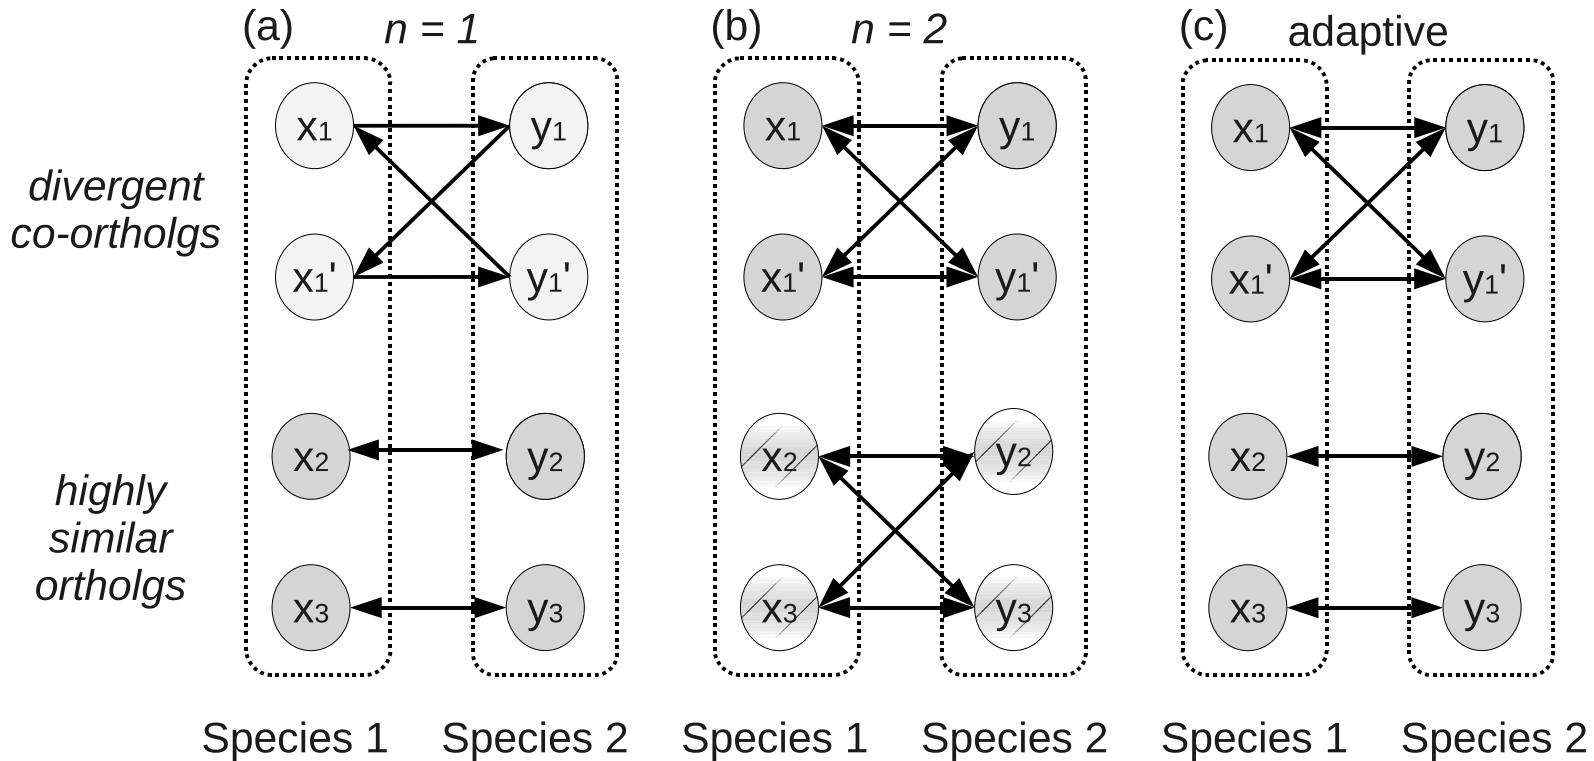 (a) n = 1
(b) n = 2
(c) adaptive
divergent
co-ortholgs
highly
similar
ortholgs
x1 y1
x1' y1'
x2 y2
x3 y3
x1 y1
x1' y1'
x2 y2
x3 y3
x1 y1
x1' y1'
x2 y2
x3 y3
Species 1 Species 2 Species 1 Species 2 Species 1 Species 2